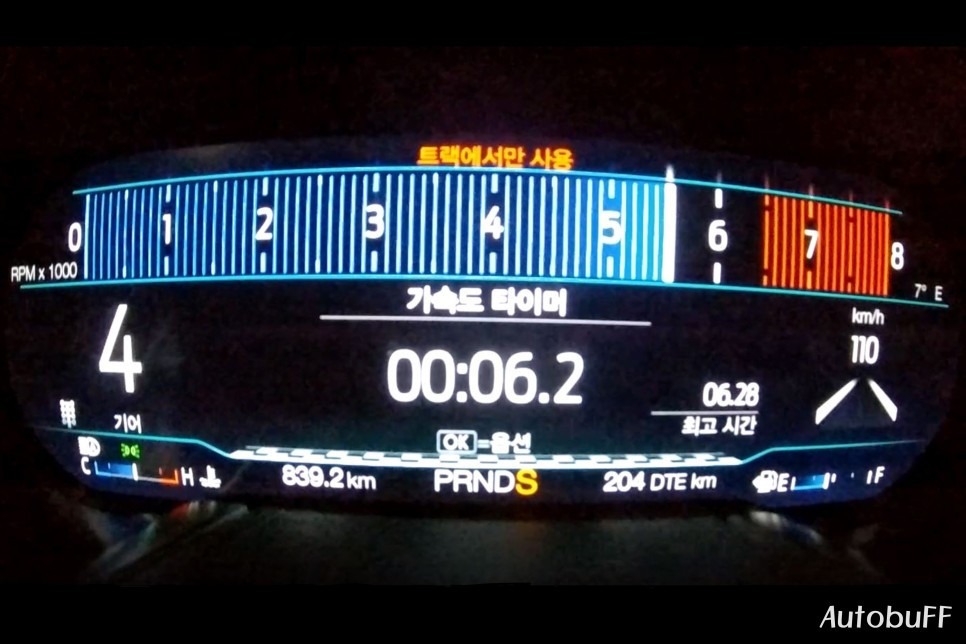 트랙에서만 사용
0 1 2 3 4 5 6 7 8
RPM x 1000
7° E
가속도 타이머
km/h
4
110
00:06.2
06.28
기어
최고 시간
OK =옵션
C H
839.2 km
PRNDS
204 DTE km
E F
AutobuFF